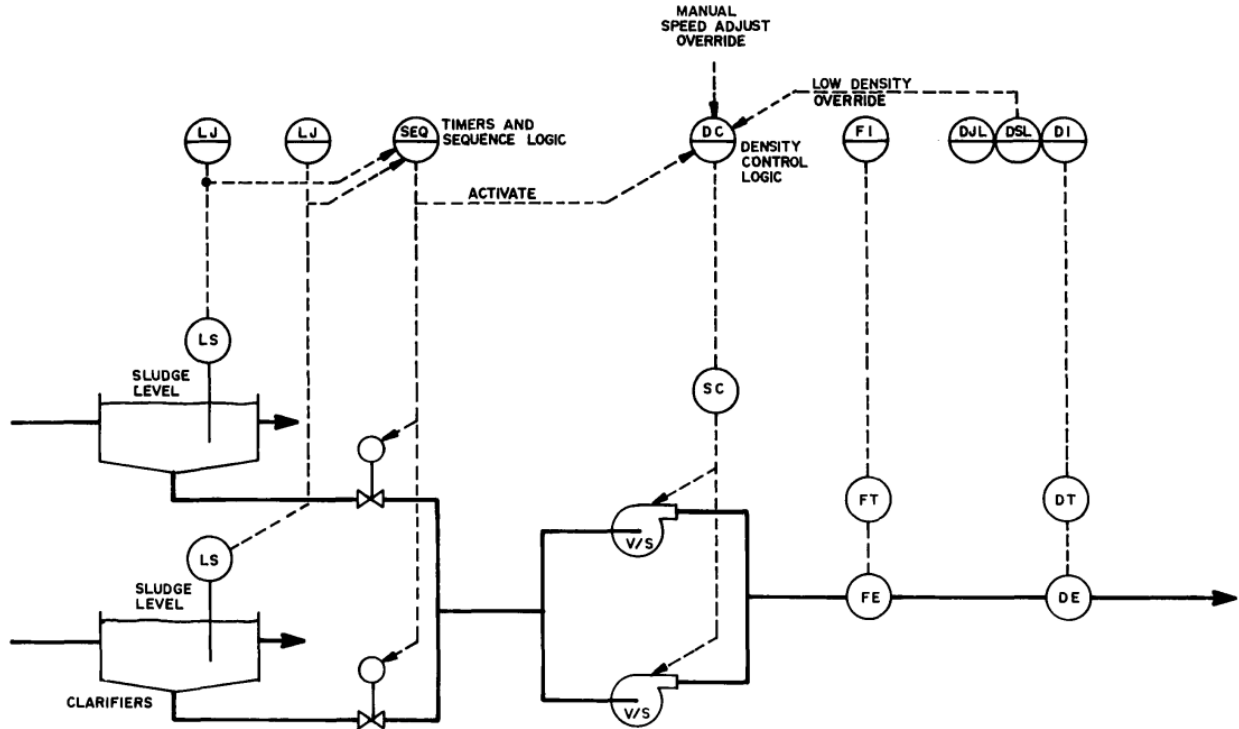 MANUAL
SPEED ADJUST
OVERRIDE
LOW DENSITY
OVERRIDE
LJ
LJ
SEQ
TIMERS AND
SEQUENCE LOGIC
DC
DENSITY
CONTROL
LOGIC
FI
DJL
DSL
DI
ACTIVATE
LS
SLUDGE
LEVEL
SC
FT
DT
V/S
LS
SLUDGE
LEVEL
FE
DE
CLARIFIERS
V/S